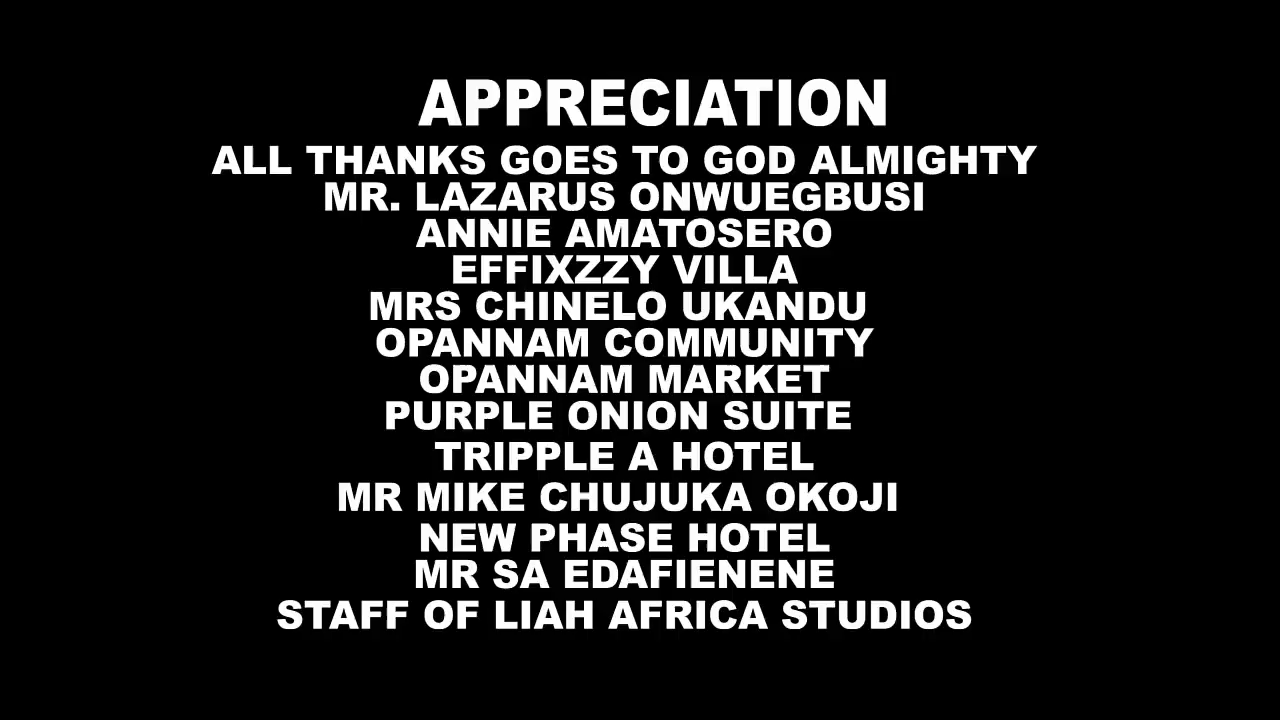 APPRECIATION
ALL THANKS GOES TO GOD ALMIGHTY
MR. LAZARUS ONWUEGBUSI
ANNIE AMATOSERO
EFFIXZZY VILLA
MRS CHINELO UKANDU
OPANNAM COMMUNITY
OPANNAM MARKET
PURPLE ONION SUITE
TRIPPLE A HOTEL
MR MIKE CHUJUKA OKOJI
NEW PHASE HOTEL
MR SA EDAFIENENE
STAFF OF LIAH AFRICA STUDIOS